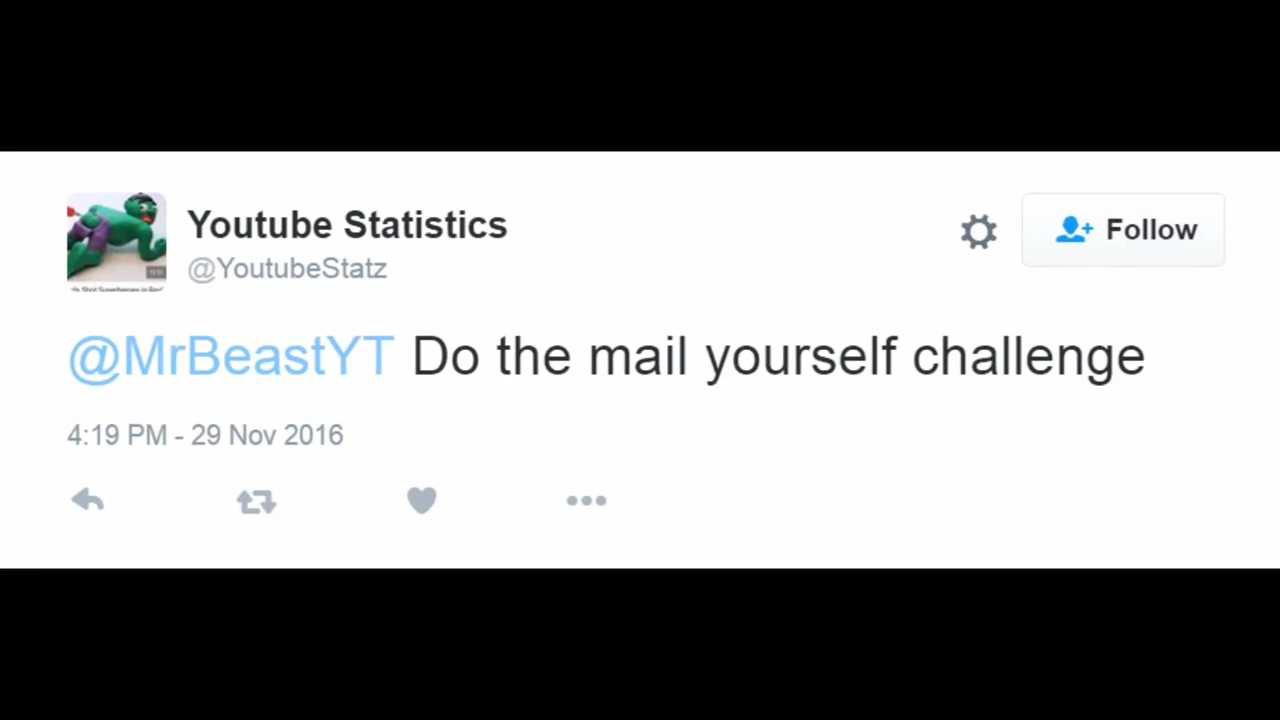 Youtube Statistics
@YoutubeStatz
Follow
@MrBeastYT Do the mail yourself challenge
4:19 PM - 29 Nov 2016